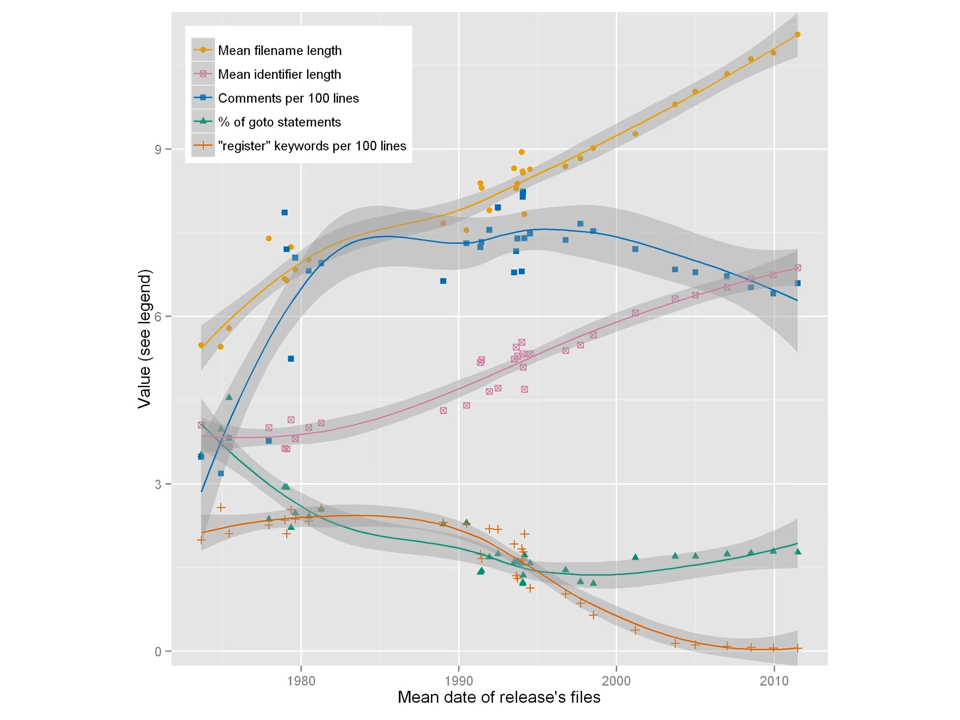 Mean filename length
Mean identifier length
Comments per 100 lines
% of goto statements
"register" keywords per 100 lines
Value (see legend)
9
6
3
0
1980
1990
2000
2010
Mean date of release's files